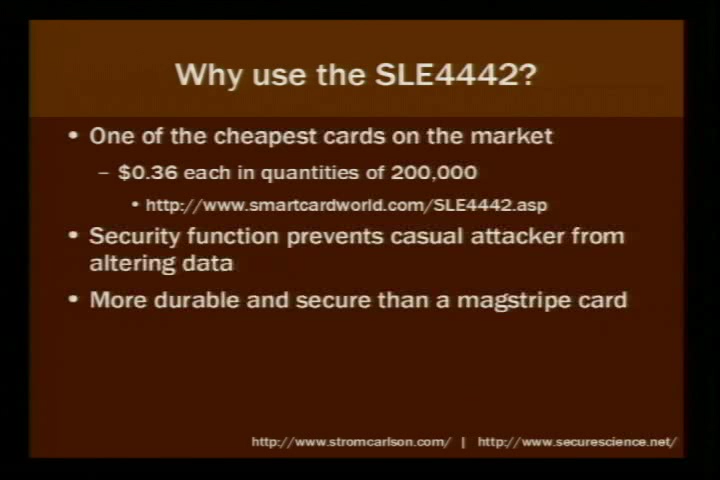 Why use the SLE4442?
• One of the cheapest cards on the market
– $0.36 each in quantities of 200,000
• http://www.smartcardworld.com/SLE4442.asp
• Security function prevents casual attacker from
altering data
• More durable and secure than a magstripe card
http://www.stromcarlson.com/ | http://www.securescience.net/